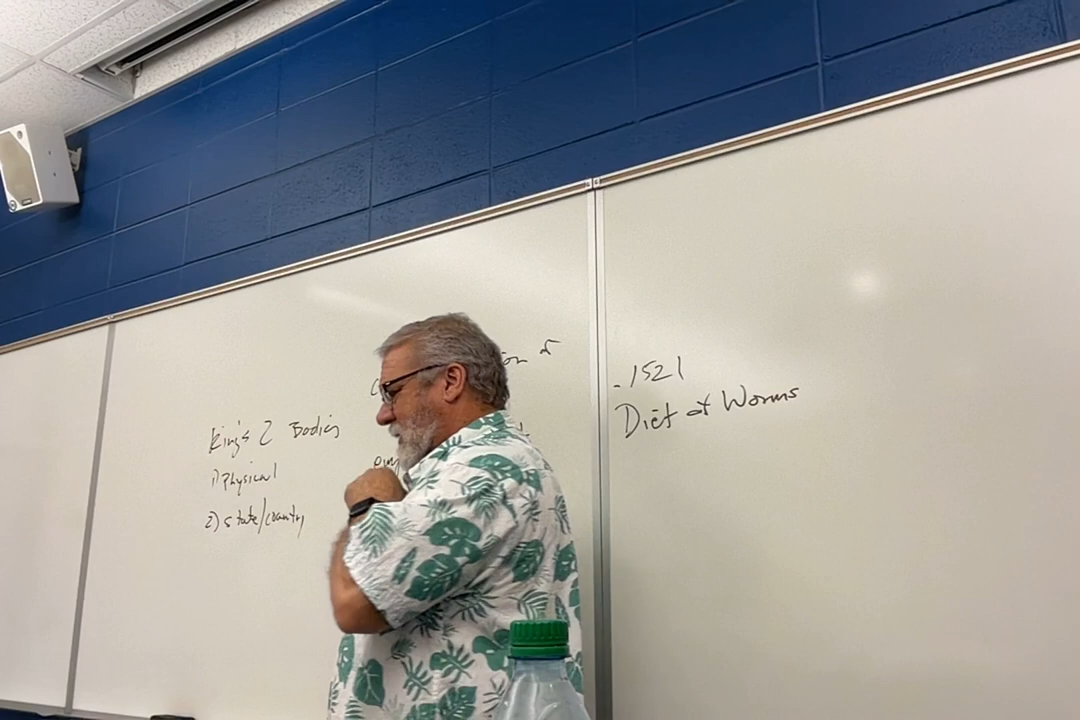 King's 2 Bodies
1) Physical
2) state/country
.1521
Diet of Worms